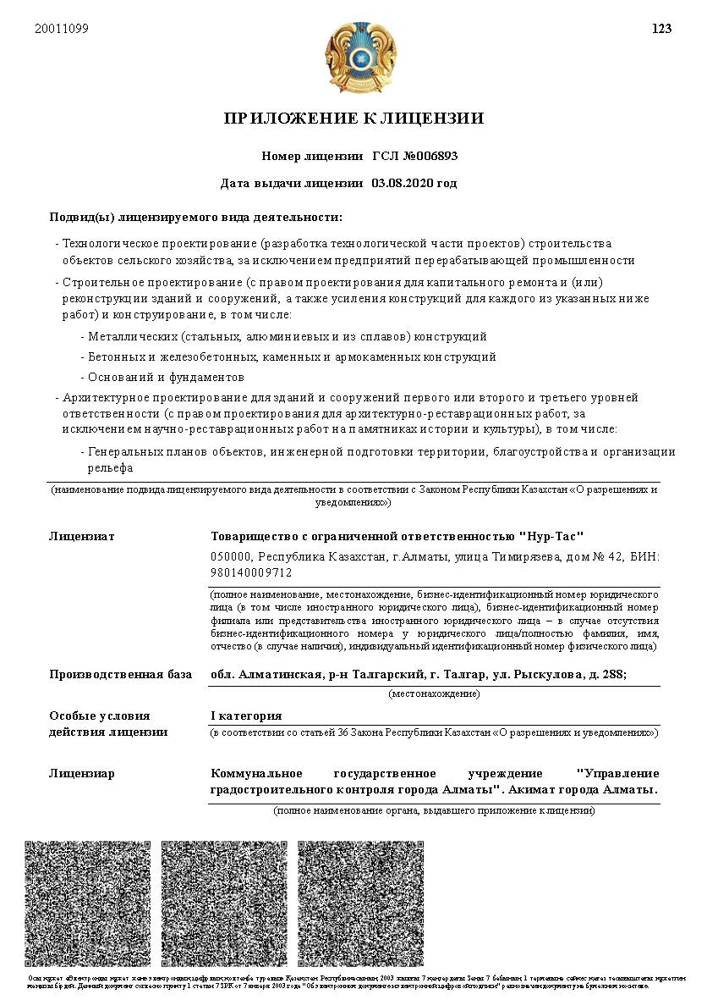 20011099
123
ПРИЛОЖЕНИЕ К ЛИЦЕНЗИИ
Номер лицензии ГСЛ №006893
Дата выдачи лицензии 03.08.2020 год
Подвид(ы) лицензируемого вида деятельности:
- Технологическое проектирование (разработка технологической части проектов) строительства
объектов сельского хозяйства, за исключением предприятий перерабатывающей промышленности
- Строительное проектирование (с правом проектирования для капитального ремонта и (или)
реконструкции зданий и сооружений, а также усиления конструкций для каждого из указанных ниже
работ) и конструирование, в том числе:
- Металлических (стальных, алюминиевых и из сплавов) конструкций
- Бетонных и железобетонных, каменных и армокаменных конструкций
- Оснований и фундаментов
- Архитектурное проектирование для зданий и сооружений первого или второго и третьего уровней
ответственности (с правом проектирования для архитектурно-реставрационных работ, за
исключением научно-реставрационных работ на памятниках истории и культуры), в том числе:
- Генеральных планов объектов, инженерной подготовки территории, благоустройства и организации
рельефа
(наименование подвида лицензируемого вида деятельности в соответствии с Законом Республики Казахстан «О разрешениях и
уведомлениях»)
Лицензиат
Товарищество с ограниченной ответственностью "Нур-Тас"
050000, Республика Казахстан, г.Алматы, улица Тимирязева, дом № 42, БИН:
980140009712
(полное наименование, местонахождение, бизнес-идентификационный номер юридического
лица (в том числе иностранного юридического лица), бизнес-идентификационный номер
филиала или представительства иностранного юридического лица – в случае отсутствия
бизнес-идентификационного номера у юридического лица/полностью фамилия, имя,
отчество (в случае наличия), индивидуальный идентификационный номер физического лица)
Производственная база
обл. Алматинская, р-н Талгарский, г. Талгар, ул. Рыскулова, д. 288;
(местонахождение)
Особые условия
действия лицензии
I категория
(в соответствии со статьей 36 Закона Республики Казахстан «О разрешениях и уведомлениях»)
Лицензиар
Коммунальное государственное учреждение "Управление
градостроительного контроля города Алматы". Акимат города Алматы.
(полное наименование органа, выдавшего приложение к лицензии)
Осы құжат «Электронды құжат және электрондық цифрлық қолтаңба туралы» Қазақстан Республикасының 2003 жылғы 7 қаңтардағы Заңы 7 бабының 1 тармағына сәйкес қағаз тасығыштағы құжатпен
маңызы бірдей. Данный документ согласно пункту 1 статьи 7 ЗРК от 7 января 2003 года "Об электронном документе и электронной цифровой подписи" равнозначен документу на бумажном носителе.